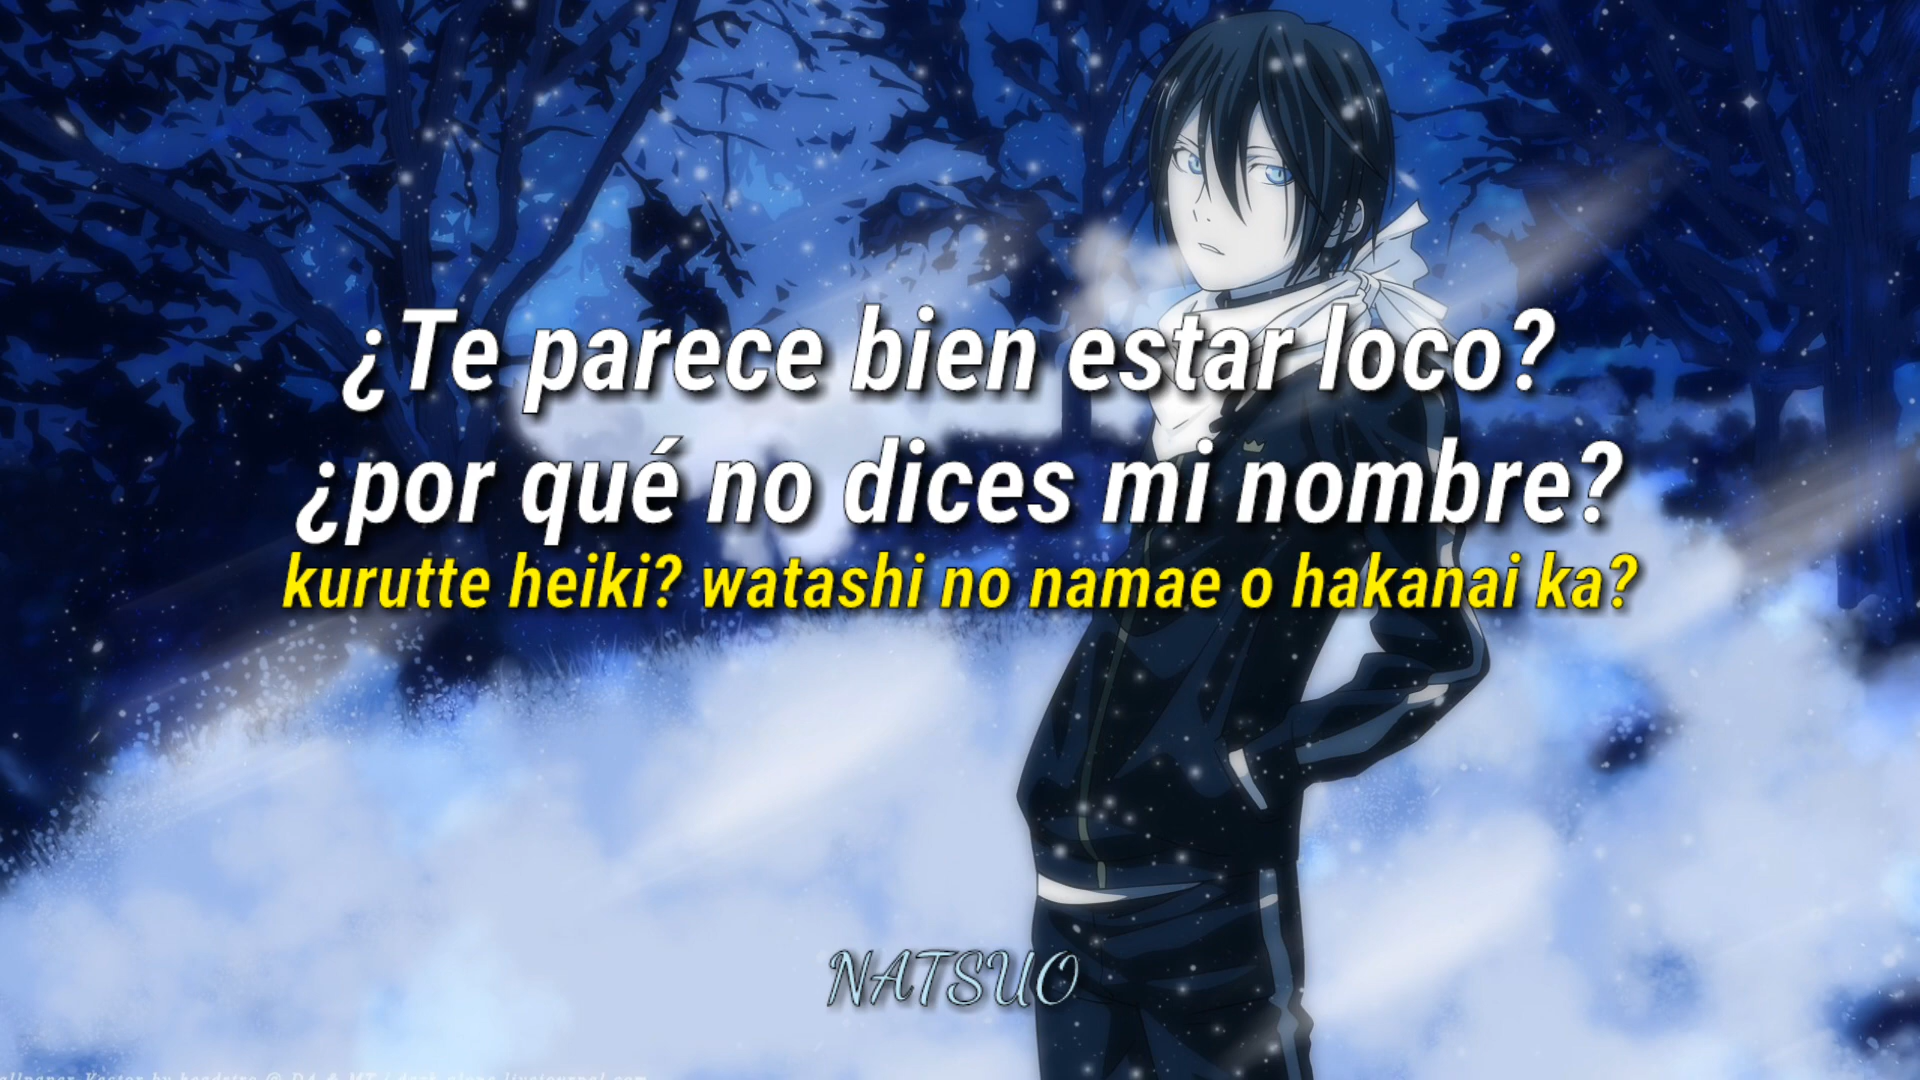 ¿Te parece bien estar loco?
¿por qué no dices mi nombre?
kurutte heiki? watashi no namae o hakanai ka?
NATSUO